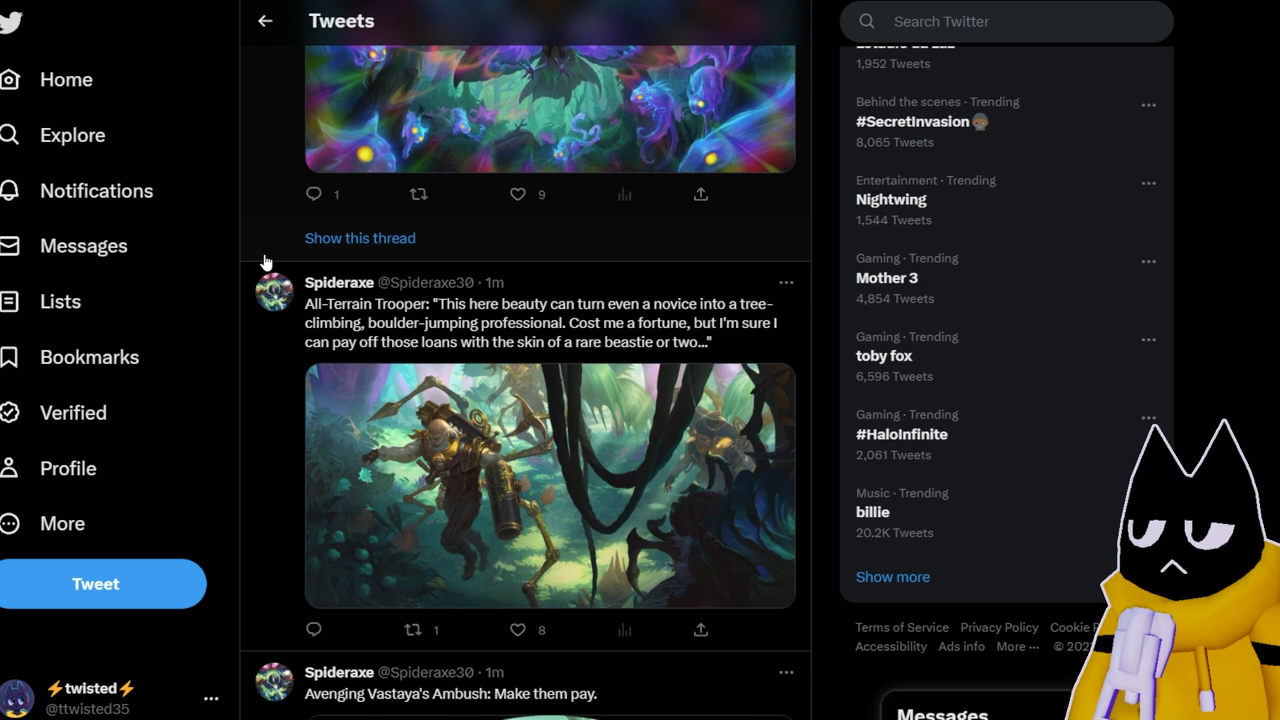 Tweets
Search Twitter
Home
Explore
Notifications
Messages
Lists
Bookmarks
Verified
Profile
More
Tweet
⚡twisted⚡
@ttwisted35
1
9
Show this thread
Spideraxe @Spideraxe30 · 1m
All-Terrain Trooper: "This here beauty can turn even a novice into a tree-
climbing, boulder-jumping professional. Cost me a fortune, but I'm sure I
can pay off those loans with the skin of a rare beastie or two..."
1
8
Spideraxe @Spideraxe30 · 1m
Avenging Vastaya's Ambush: Make them pay.
1,952 Tweets
Behind the scenes · Trending
#SecretInvasion
8,065 Tweets
Entertainment · Trending
Nightwing
1,544 Tweets
Gaming · Trending
Mother 3
4,854 Tweets
Gaming · Trending
toby fox
6,596 Tweets
Gaming · Trending
#HaloInfinite
2,061 Tweets
Music · Trending
billie
20.2K Tweets
Show more
Terms of Service Privacy Policy Cookie
Accessibility Ads info More ··· ©
Messages